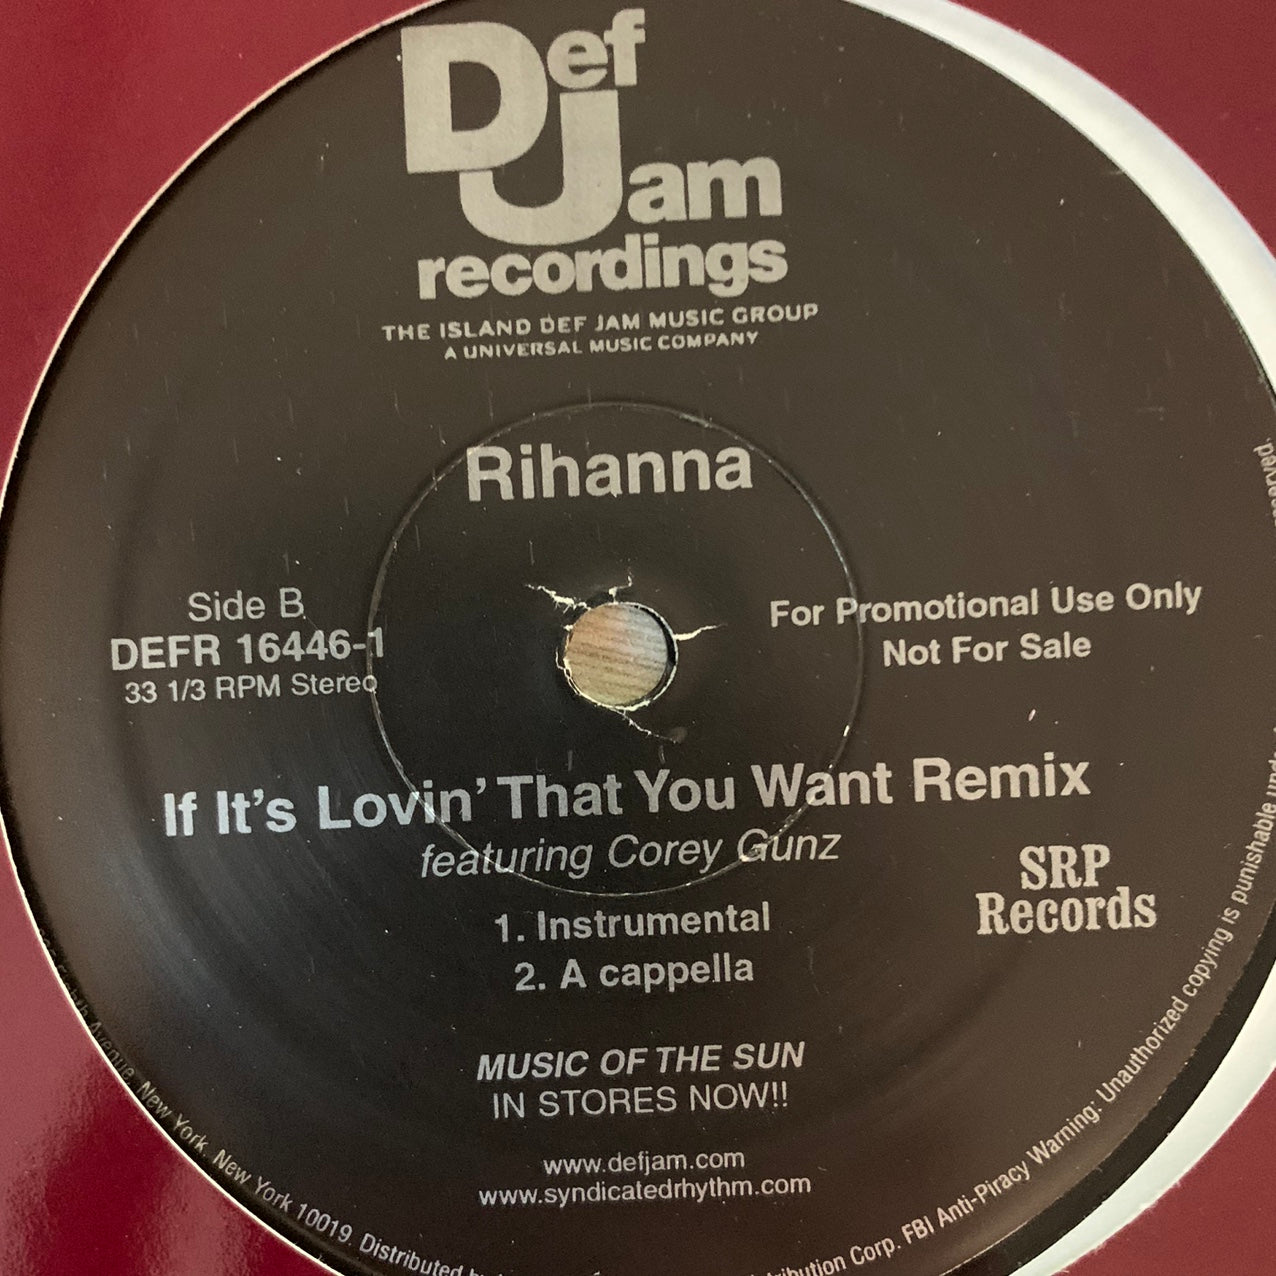 Def Jam
recordings
THE ISLAND DEF JAM MUSIC GROUP
A UNIVERSAL MUSIC COMPANY
Rihanna
Side B
DEFR 16446-1
33 1/3 RPM Stereo
For Promotional Use Only
Not For Sale
If It's Lovin' That You Want Remix
featuring Corey Gunz
1. Instrumental
2. A cappella
SRP
Records
MUSIC OF THE SUN
IN STORES NOW!!
www.defjam.com
www.syndicatedrhythm.com
Avenue, New York, New York 10019. Distributed
Corp. FBI Anti-Piracy Warning: Unauthorized copying is punishable